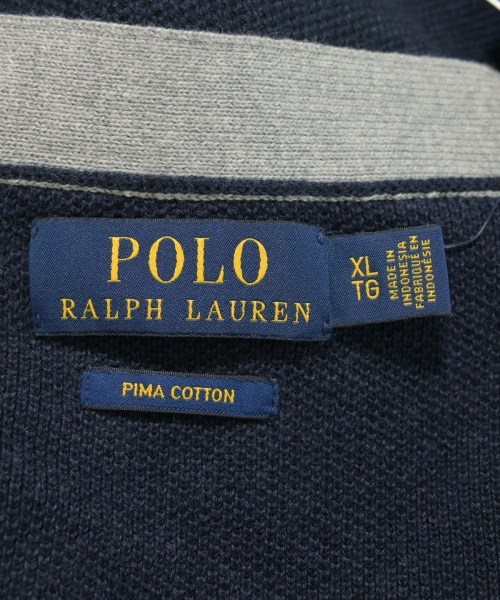 POLO
RALPH LAUREN
XL
TG
MADE IN
INDONESIA
FABRIQUÉ EN
INDONÉSIE
PIMA COTTON